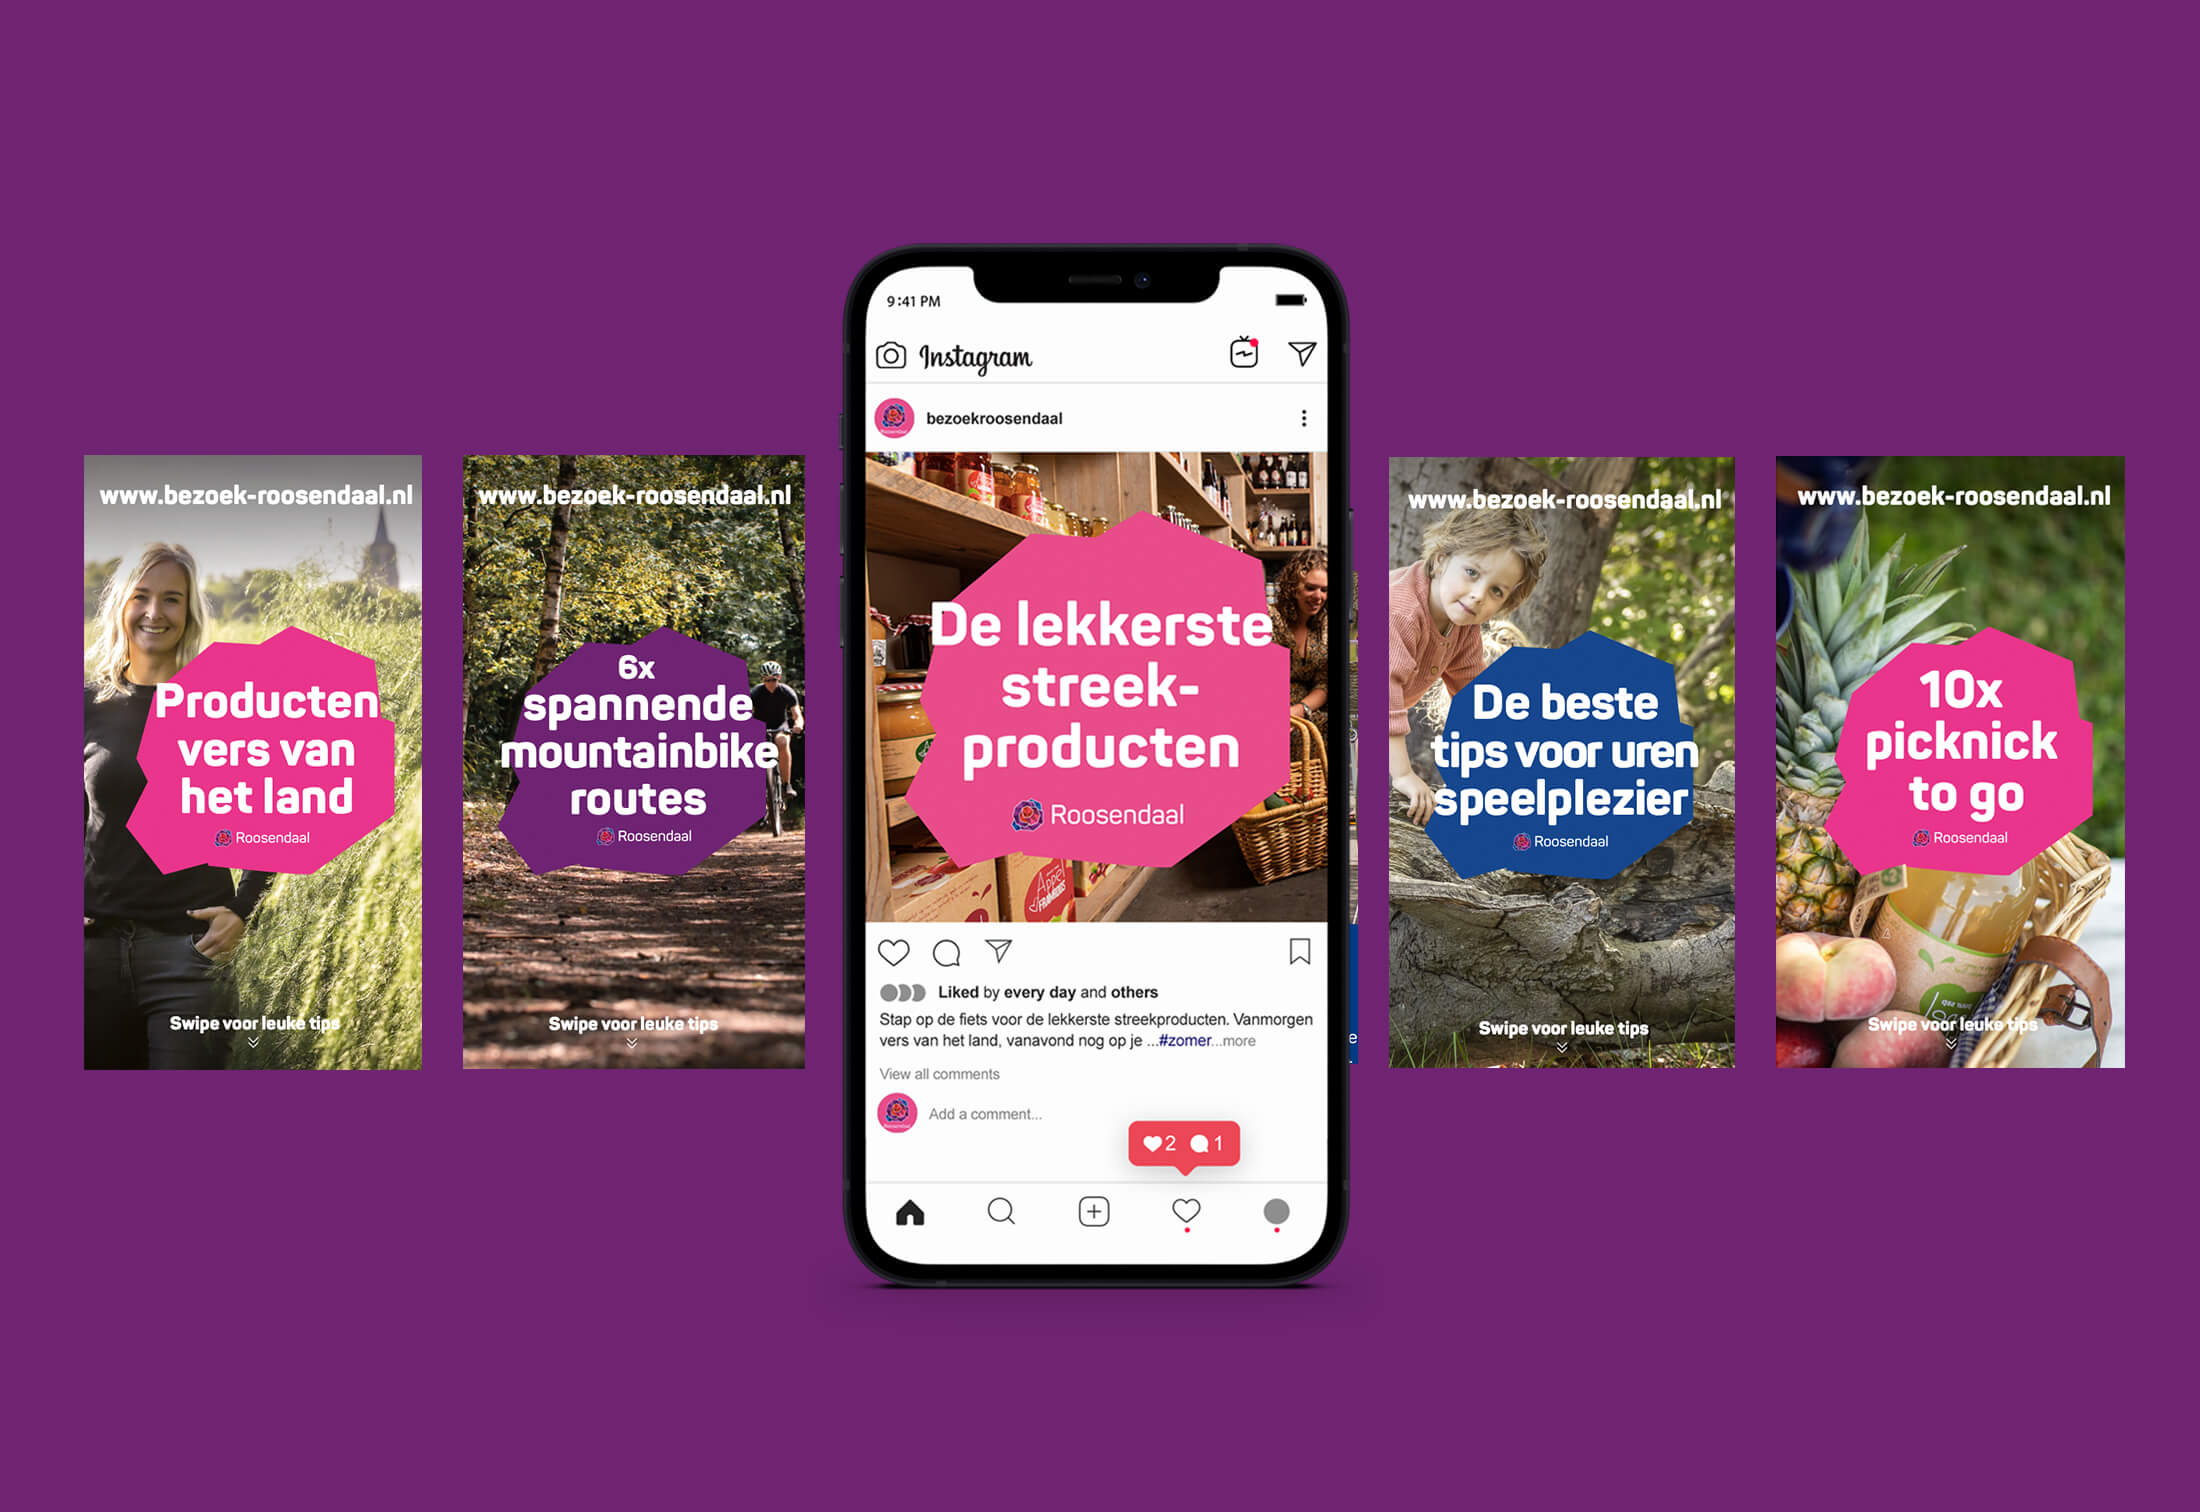 www.bezoek-roosendaal.nl
Producten
vers van
het land
Roosendaal
Swipe voor leuke tips
www.bezoek-roosendaal.nl
6x
spannende
mountainbike
routes
Roosendaal
Swipe voor leuke tips
9:41 PM
Instagram
bezoekroosendaal
De lekkerste
streek-
producten
Roosendaal
Appel
Liked by every day and others
Stap op de fiets voor de lekkerste streekproducten. Vanmorgen
vers van het land, vanavond nog op je ...#zomer...more
View all comments
Roosendaal
Add a comment...
2 1
e
www.bezoek-roosendaal.nl
De beste
tips voor uren
speelplezier
Roosendaal
Swipe voor leuke tips
www.bezoek-roosendaal.nl
10x
picknick
to go
Roosendaal
Swipe voor leuke tips